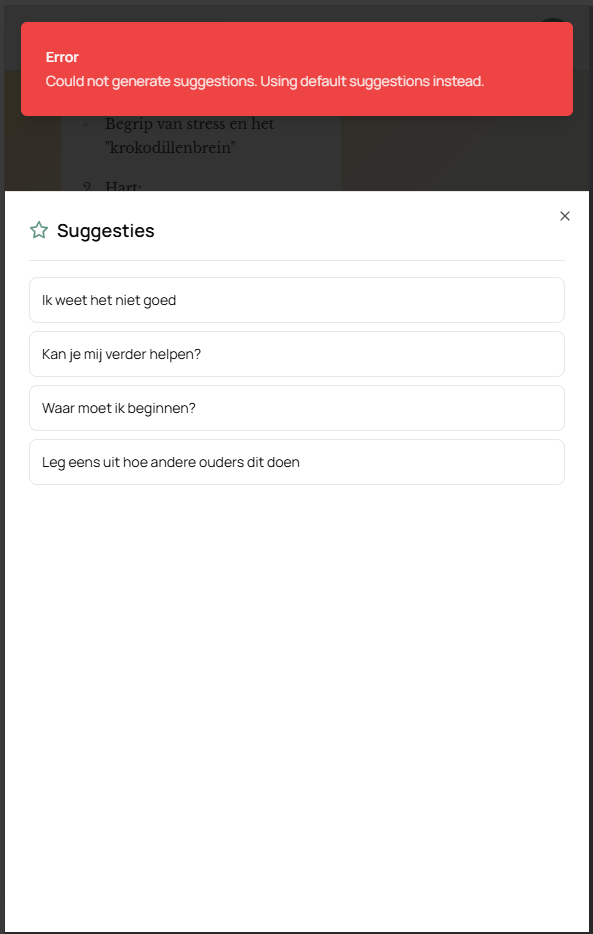 Error
Could not generate suggestions. Using default suggestions instead.
Begrip van stress en het
"krokodillenbrein"
2. Hart:
Suggesties
Ik weet het niet goed
Kan je mij verder helpen?
Waar moet ik beginnen?
Leg eens uit hoe andere ouders dit doen